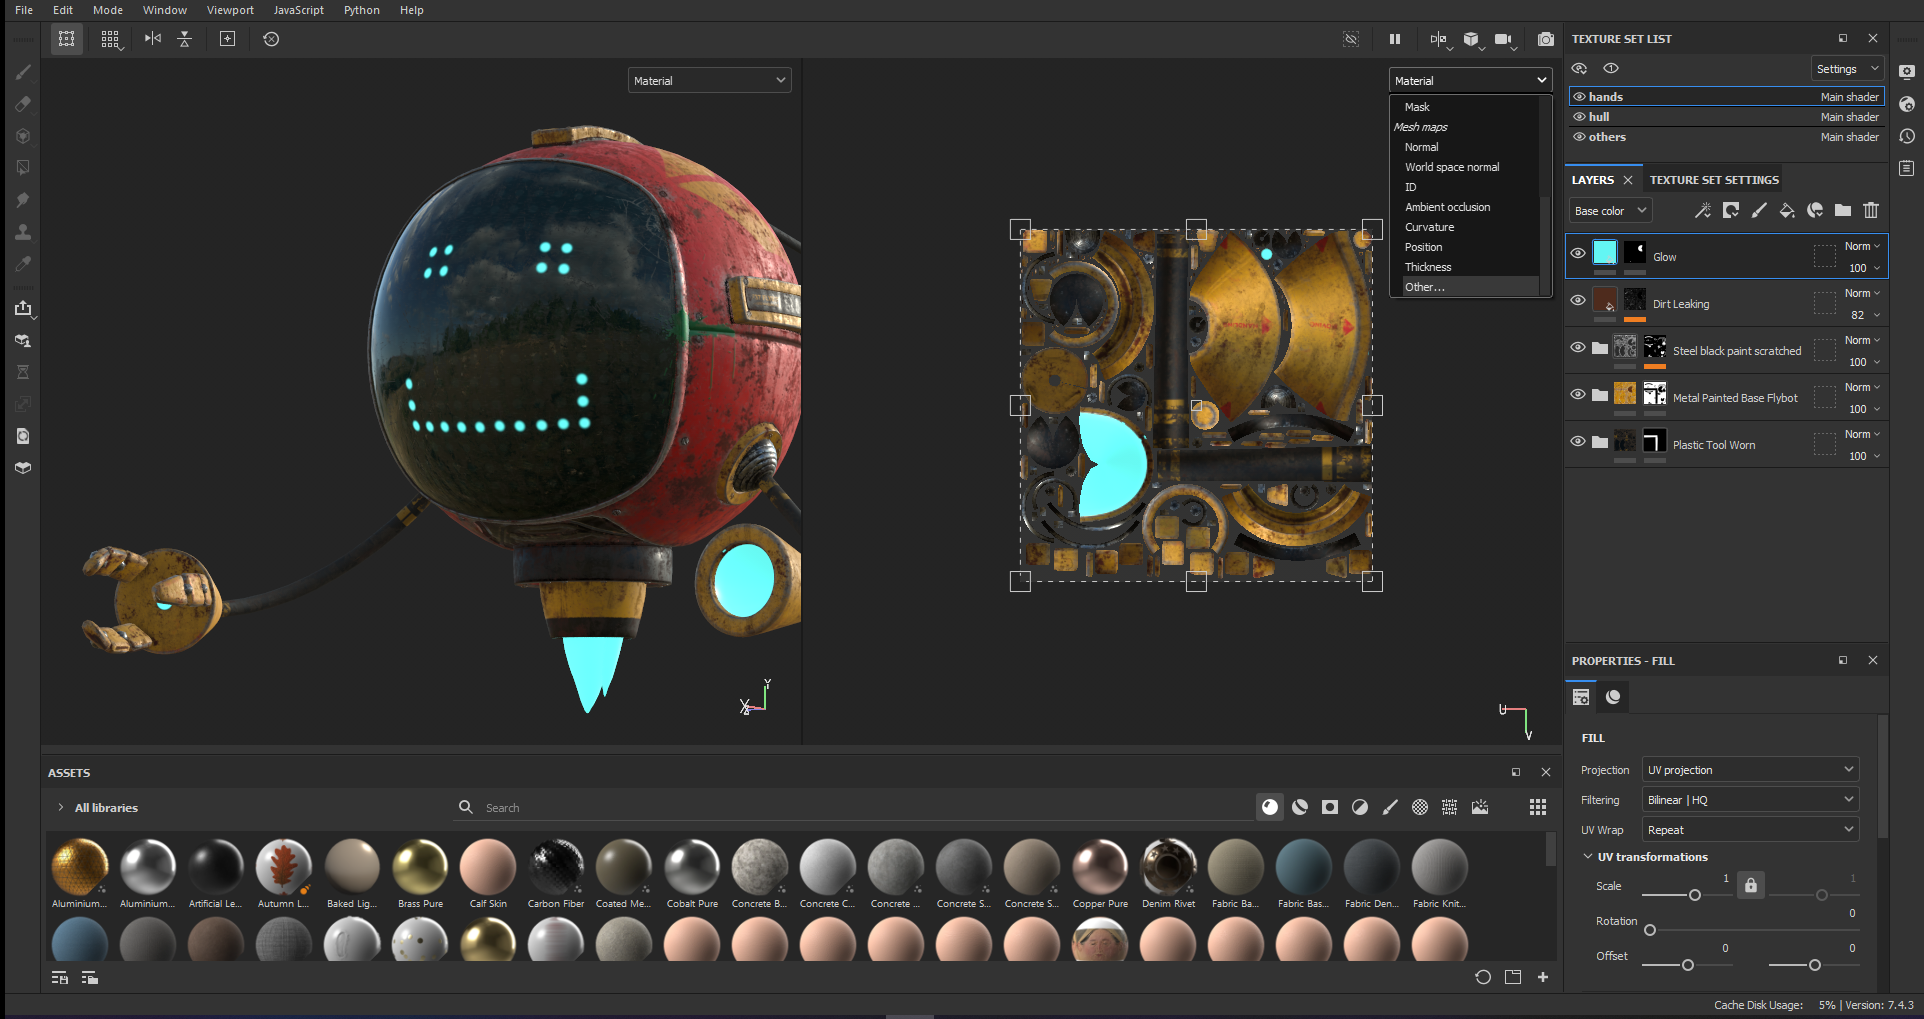 File Edit Mode Window Viewport JavaScript Python Help
Material
Material
Mask
Mesh maps
Normal
World space normal
ID
Ambient occlusion
Curvature
Position
Thickness
Other...
Y
X
Z
U
V
TEXTURE SET LIST
Settings
hands Main shader
hull Main shader
others Main shader
LAYERS TEXTURE SET SETTINGS
Base color
Glow Norm 100
Dirt Leaking Norm 82
Steel black paint scratched Norm 100
Metal Painted Base Flybot Norm 100
Plastic Tool Worn Norm 100
PROPERTIES - FILL
FILL
Projection UV projection
Filtering Bilinear | HQ
UV Wrap Repeat
UV transformations
Scale 1 1
Rotation 0
Offset 0 0
ASSETS
All libraries Search
Aluminium... Aluminium... Artificial Le... Autumn L... Baked Lig... Brass Pure Calf Skin Carbon Fiber Coated Me... Cobalt Pure Concrete B... Concrete C... Concrete ... Concrete S... Concrete S... Copper Pure Denim Rivet Fabric Ba... Fabric Bas... Fabric Den... Fabric Knit...
Cache Disk Usage: 5% | Version: 7.4.3